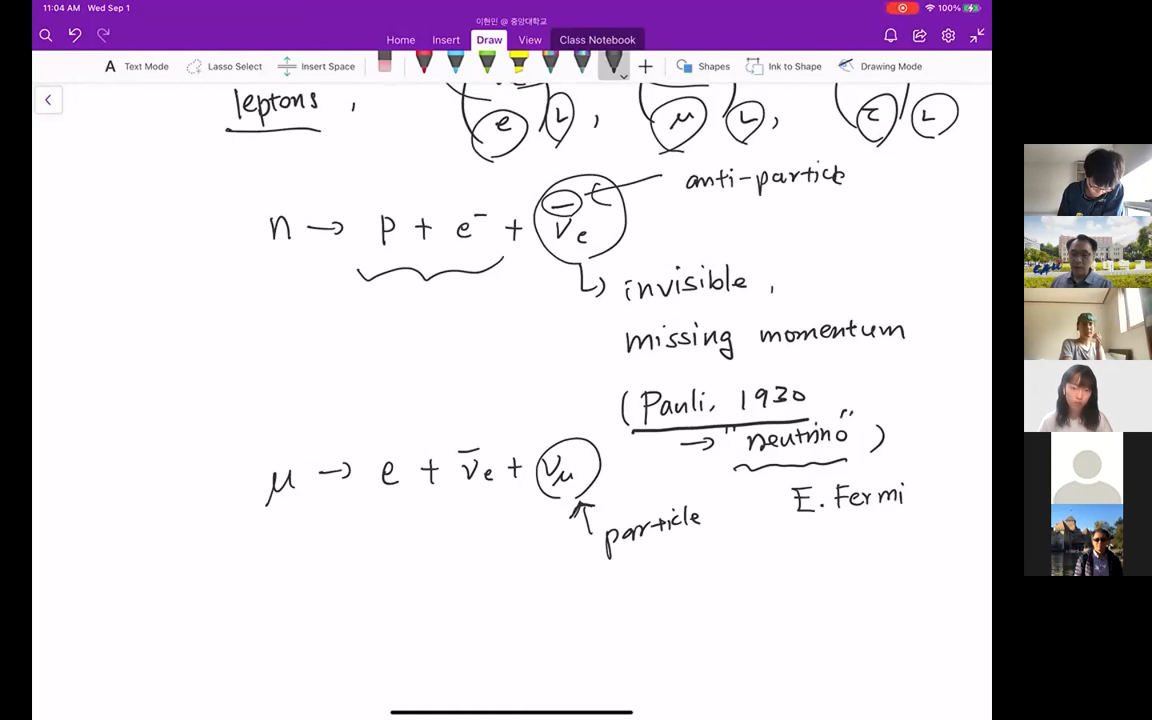 11:04 AM Wed Sep 1
100%
이현민 @ 중앙대학교
Home Insert Draw View Class Notebook
A Text Mode Lasso Select Insert Space Shapes Ink to Shape Drawing Mode
leptons,
e L, μ L, τ L
anti-particle
n → p + e⁻ + ν̄e
invisible,
missing momentum
(Pauli, 1930
→ "neutrino")
μ → e + ν̄e + νμ
E. Fermi
particle